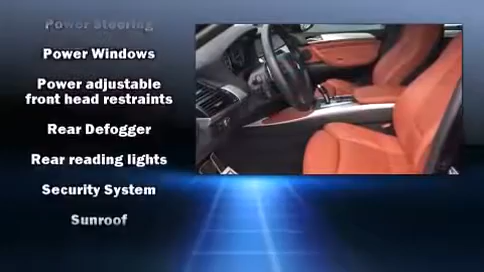 Power Steering
Power Windows
Power adjustable
front head restraints
Rear Defogger
Rear reading lights
Security System
Sunroof